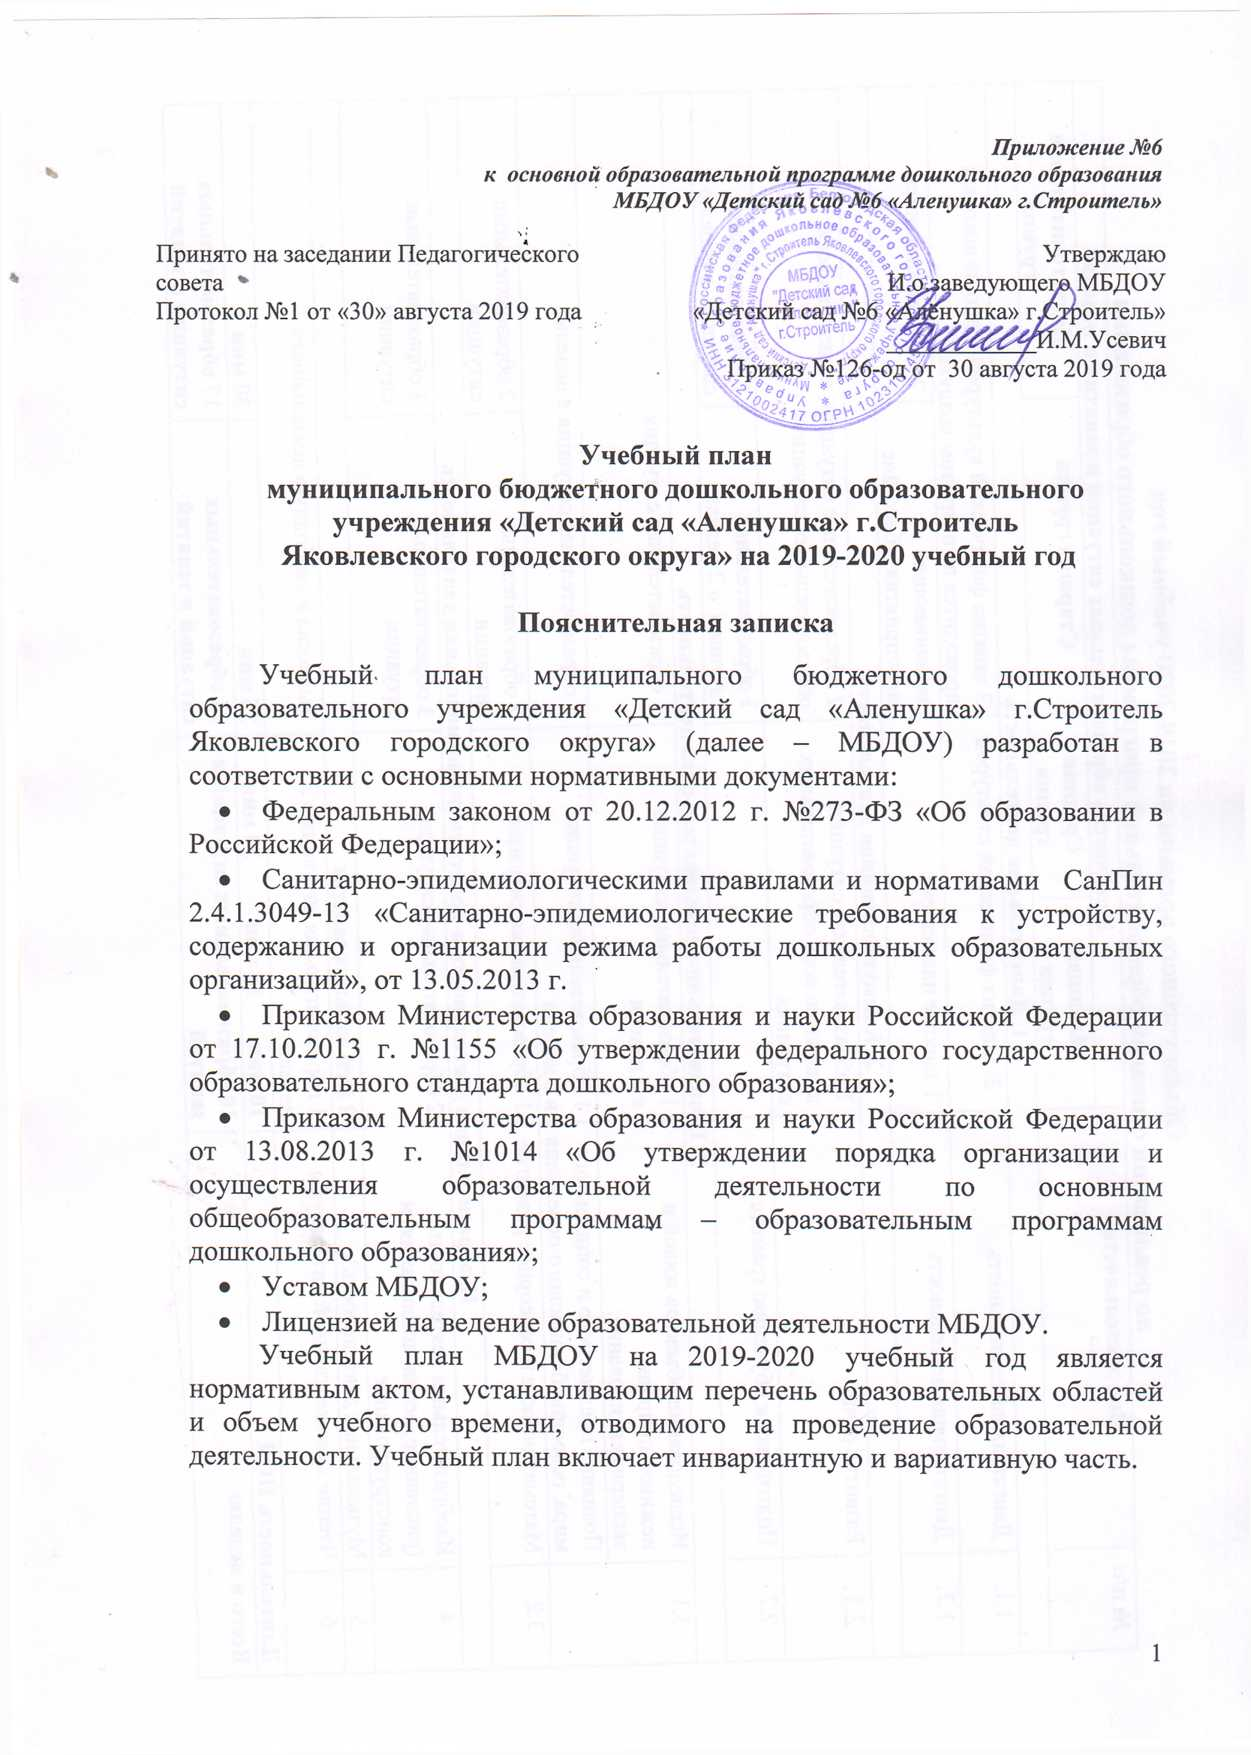 Приложение №6
к основной образовательной программе дошкольного образования
МБДОУ «Детский сад №6 «Аленушка» г.Строитель»
Принято на заседании Педагогического
совета
Протокол №1 от «30» августа 2019 года
Утверждаю
И.о.заведующего МБДОУ
«Детский сад №6 «Алёнушка» г.Строитель»
____________И.М.Усевич
Приказ №126-од от 30 августа 2019 года
МБДОУ
"Детский сад
г.Строитель
ИНН 3121002417 ОГРН
Учебный план
муниципального бюджетного дошкольного образовательного
учреждения «Детский сад «Аленушка» г.Строитель
Яковлевского городского округа» на 2019-2020 учебный год
Пояснительная записка
Учебный план муниципального бюджетного дошкольного
образовательного учреждения «Детский сад «Аленушка» г.Строитель
Яковлевского городского округа» (далее – МБДОУ) разработан в
соответствии с основными нормативными документами:
• Федеральным законом от 20.12.2012 г. №273-ФЗ «Об образовании в
Российской Федерации»;
• Санитарно-эпидемиологическими правилами и нормативами СанПин
2.4.1.3049-13 «Санитарно-эпидемиологические требования к устройству,
содержанию и организации режима работы дошкольных образовательных
организаций», от 13.05.2013 г.
• Приказом Министерства образования и науки Российской Федерации
от 17.10.2013 г. №1155 «Об утверждении федерального государственного
образовательного стандарта дошкольного образования»;
• Приказом Министерства образования и науки Российской Федерации
от 13.08.2013 г. №1014 «Об утверждении порядка организации и
осуществления образовательной деятельности по основным
общеобразовательным программам – образовательным программам
дошкольного образования»;
• Уставом МБДОУ;
• Лицензией на ведение образовательной деятельности МБДОУ.
Учебный план МБДОУ на 2019-2020 учебный год является
нормативным актом, устанавливающим перечень образовательных областей
и объем учебного времени, отводимого на проведение образовательной
деятельности. Учебный план включает инвариантную и вариативную часть.
1